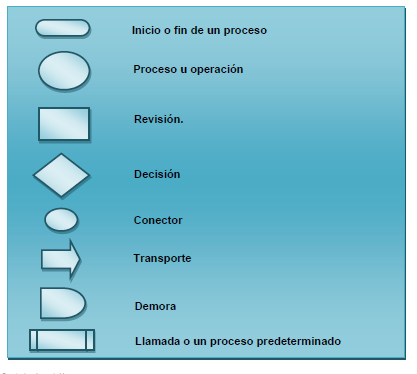 Inicio o fin de un proceso
Proceso u operación
Revisión.
Decisión
Conector
Transporte
Demora
Llamada o un proceso predeterminado